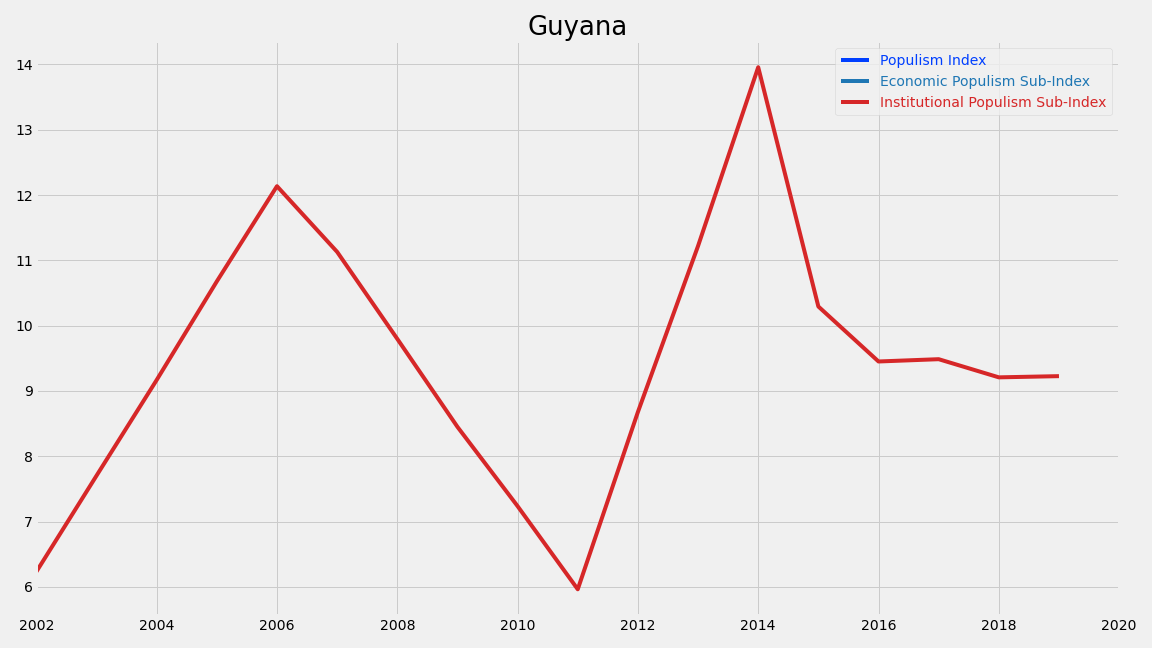 Guyana
Populism Index
Economic Populism Sub-Index
Institutional Populism Sub-Index
14
13
12
11
10
9
8
7
6
2002 2004 2006 2008 2010 2012 2014 2016 2018 2020